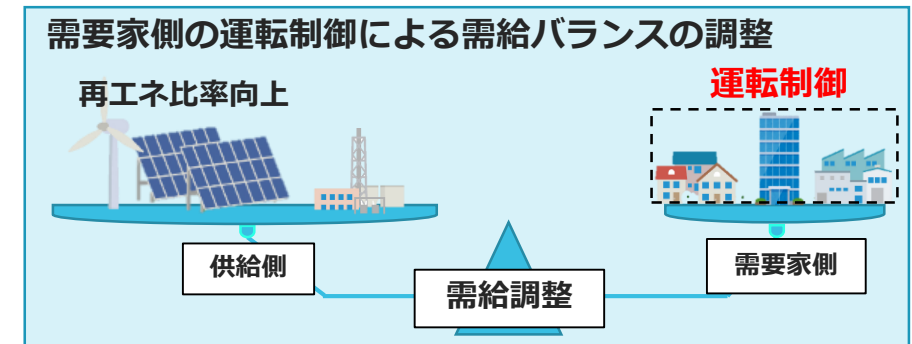 需要家側の運転制御による需給バランスの調整
再エネ比率向上
運転制御
供給側
需給調整
需要家側